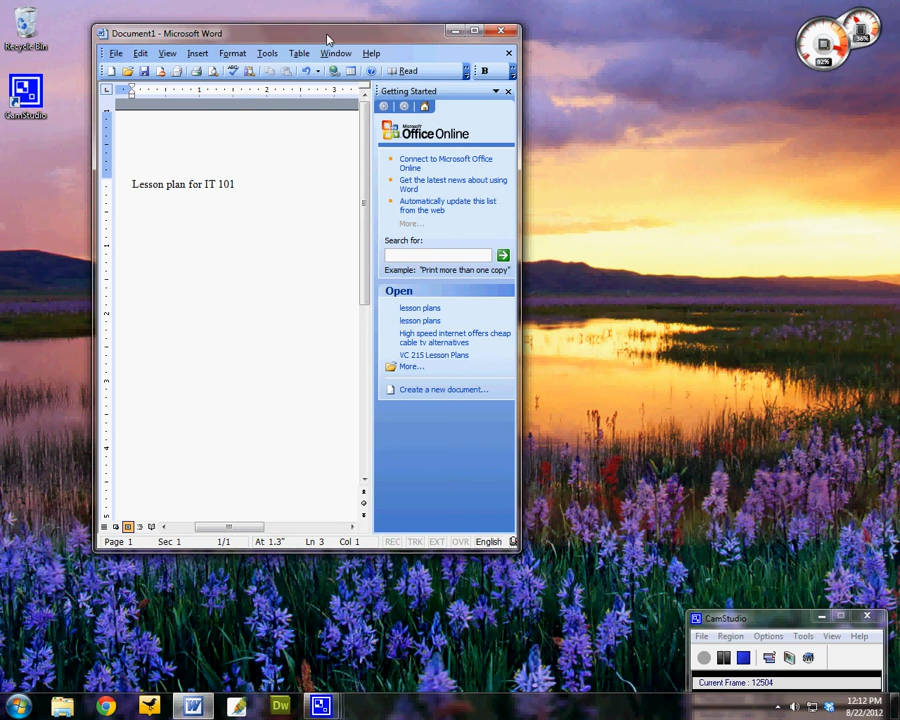 Recycle Bin
CamStudio
Document1 - Microsoft Word
File Edit View Insert Format Tools Table Window Help
Read B
1 2 3
Lesson plan for IT 101
Getting Started
Microsoft
Office Online
Connect to Microsoft Office
Online
Get the latest news about using
Word
Automatically update this list
from the web
More...
Search for:
Example: "Print more than one copy"
Open
lesson plans
lesson plans
High speed internet offers cheap
cable tv alternatives
VC 215 Lesson Plans
More...
Create a new document...
Page 1 Sec 1 1/1 At 1.3" Ln 3 Col 1 REC TRK EXT OVR English
82%
36%
CamStudio
File Region Options Tools View Help
Current Frame : 12504
Dw
12:12 PM
8/22/2012